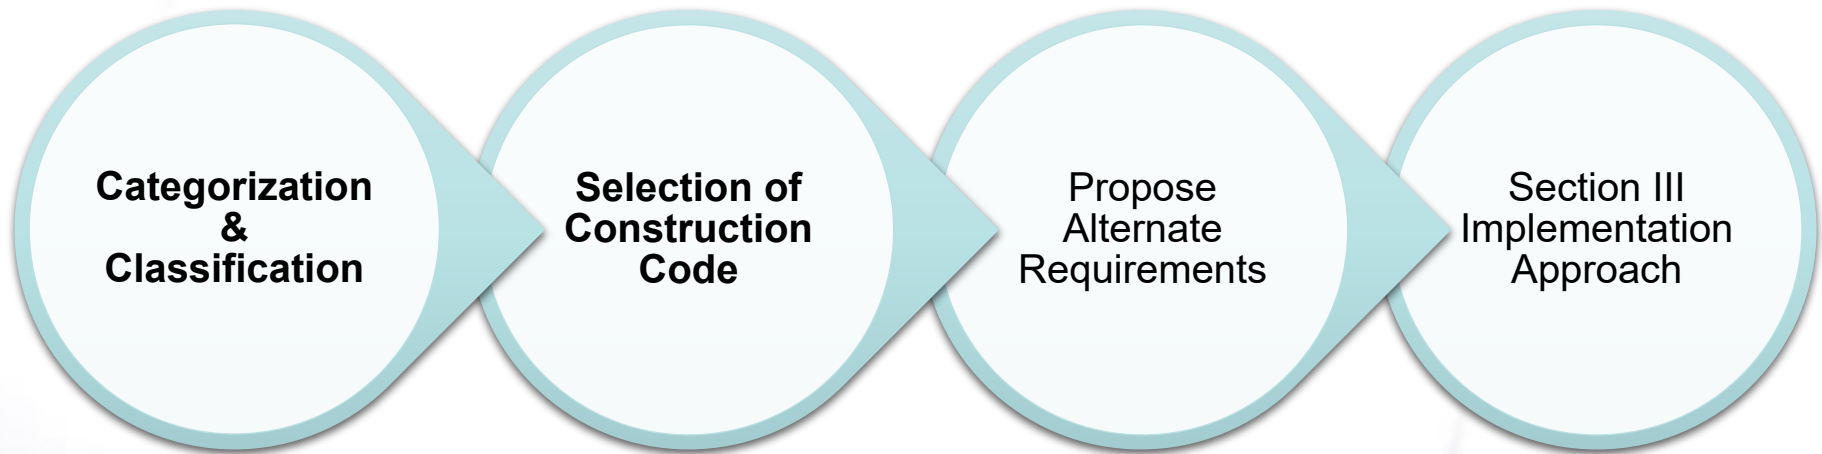 Categorization
&
Classification
Selection of
Construction
Code
Propose
Alternate
Requirements
Section III
Implementation
Approach